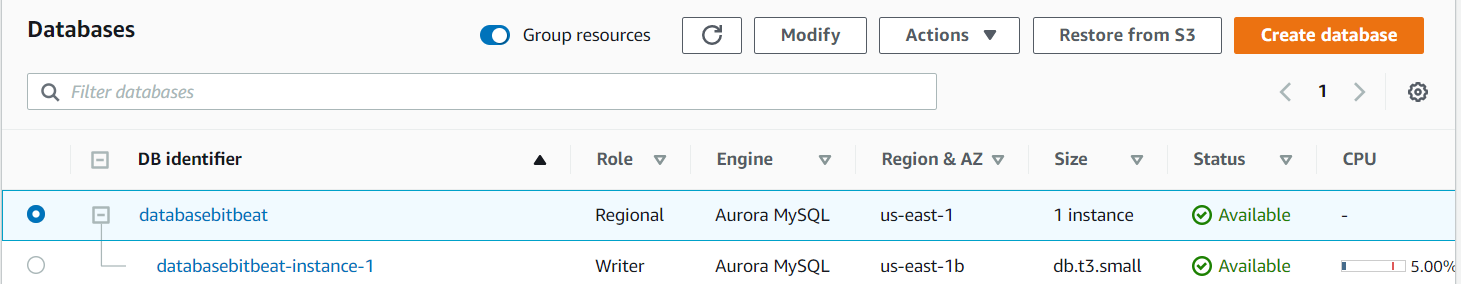 Databases Group resources Modify Actions Restore from S3 Create database
Filter databases 1
DB identifier Role Engine Region & AZ Size Status CPU
databasebitbeat Regional Aurora MySQL us-east-1 1 instance Available -
databasebitbeat-instance-1 Writer Aurora MySQL us-east-1b db.t3.small Available 5.00%